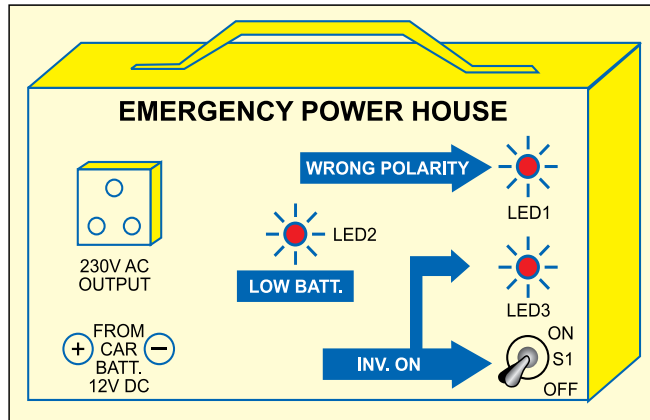 EMERGENCY POWER HOUSE
WRONG POLARITY
LED1
230V AC
OUTPUT
LED2
LOW BATT.
LED3
+ FROM −
CAR
BATT.
12V DC
INV. ON
ON
S1
OFF